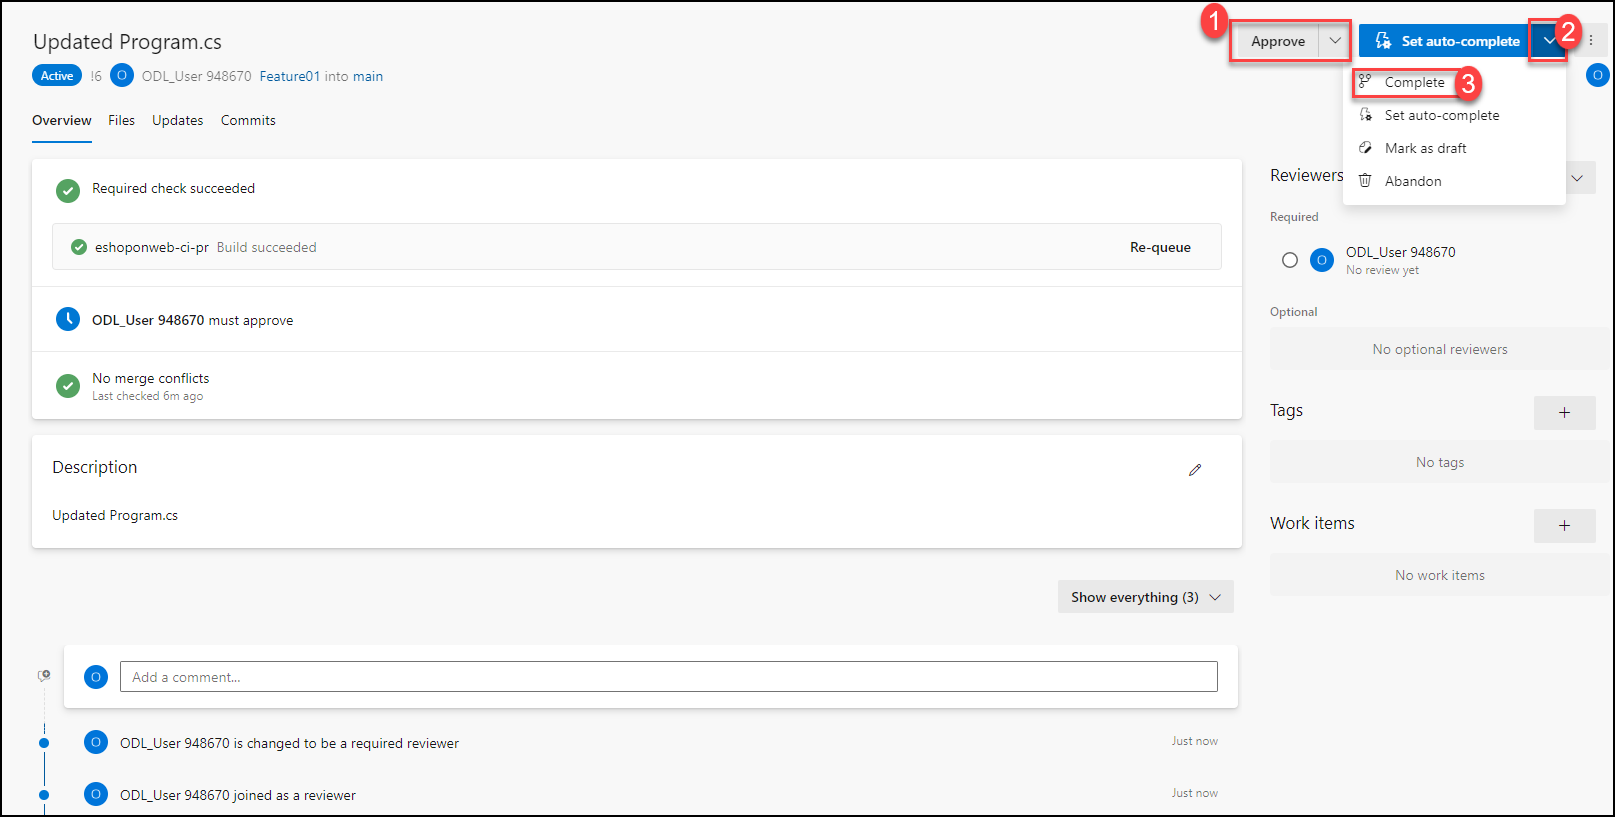 Updated Program.cs
1
Approve
Set auto-complete
2
Active !6 O ODL_User 948670 Feature01 into main
O
Complete 3
Set auto-complete
Mark as draft
Abandon
Overview Files Updates Commits
Required check succeeded
eshoponweb-ci-pr Build succeeded Re-queue
ODL_User 948670 must approve
No merge conflicts
Last checked 6m ago
Description
Updated Program.cs
Show everything (3)
O Add a comment...
O ODL_User 948670 is changed to be a required reviewer Just now
O ODL_User 948670 joined as a reviewer Just now
Reviewers
Required
O ODL_User 948670
No review yet
Optional
No optional reviewers
Tags +
No tags
Work items +
No work items